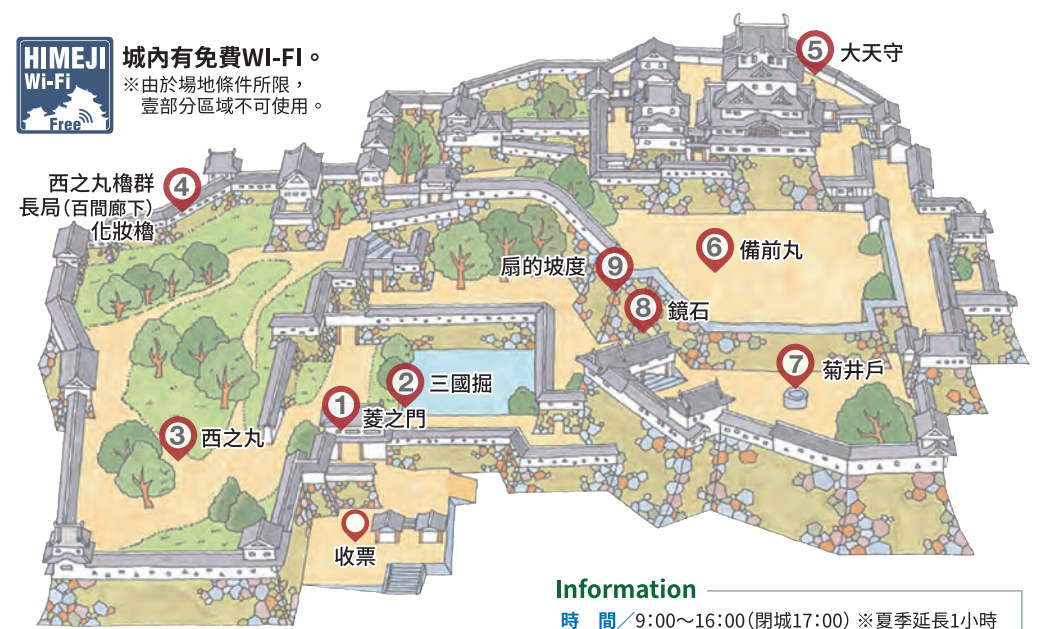 HIMEJI
Wi-Fi
Free
城內有免費WI-FI。
※由於場地條件所限，
壹部分區域不可使用。
5 大天守
4
西之丸櫓群
長局(百間廊下)
化妝櫓
6 備前丸
扇的坡度 9
8 鏡石
7 菊井戶
2 三國掘
1 菱之門
3 西之丸
收票
Information
時 間/9:00～16:00(閉城17:00) ※夏季延長1小時